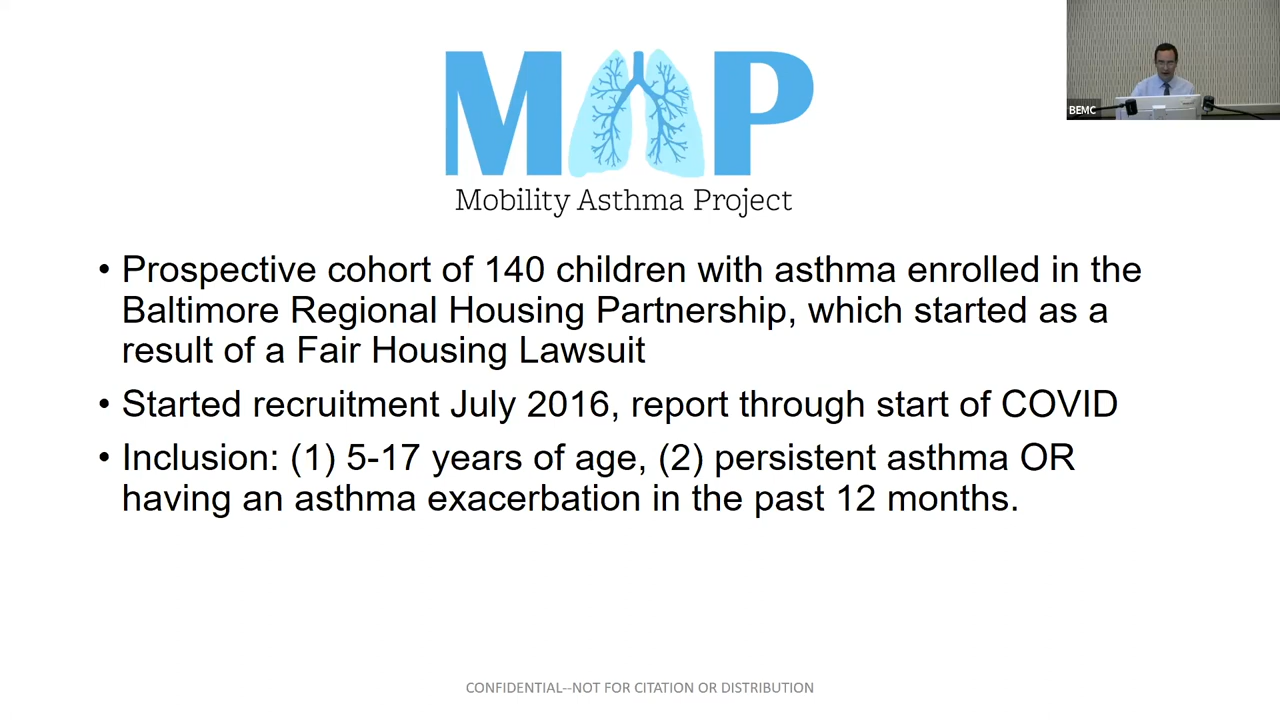 BEMC
MAP
Mobility Asthma Project
• Prospective cohort of 140 children with asthma enrolled in the
Baltimore Regional Housing Partnership, which started as a
result of a Fair Housing Lawsuit
• Started recruitment July 2016, report through start of COVID
• Inclusion: (1) 5-17 years of age, (2) persistent asthma OR
having an asthma exacerbation in the past 12 months.
CONFIDENTIAL--NOT FOR CITATION OR DISTRIBUTION